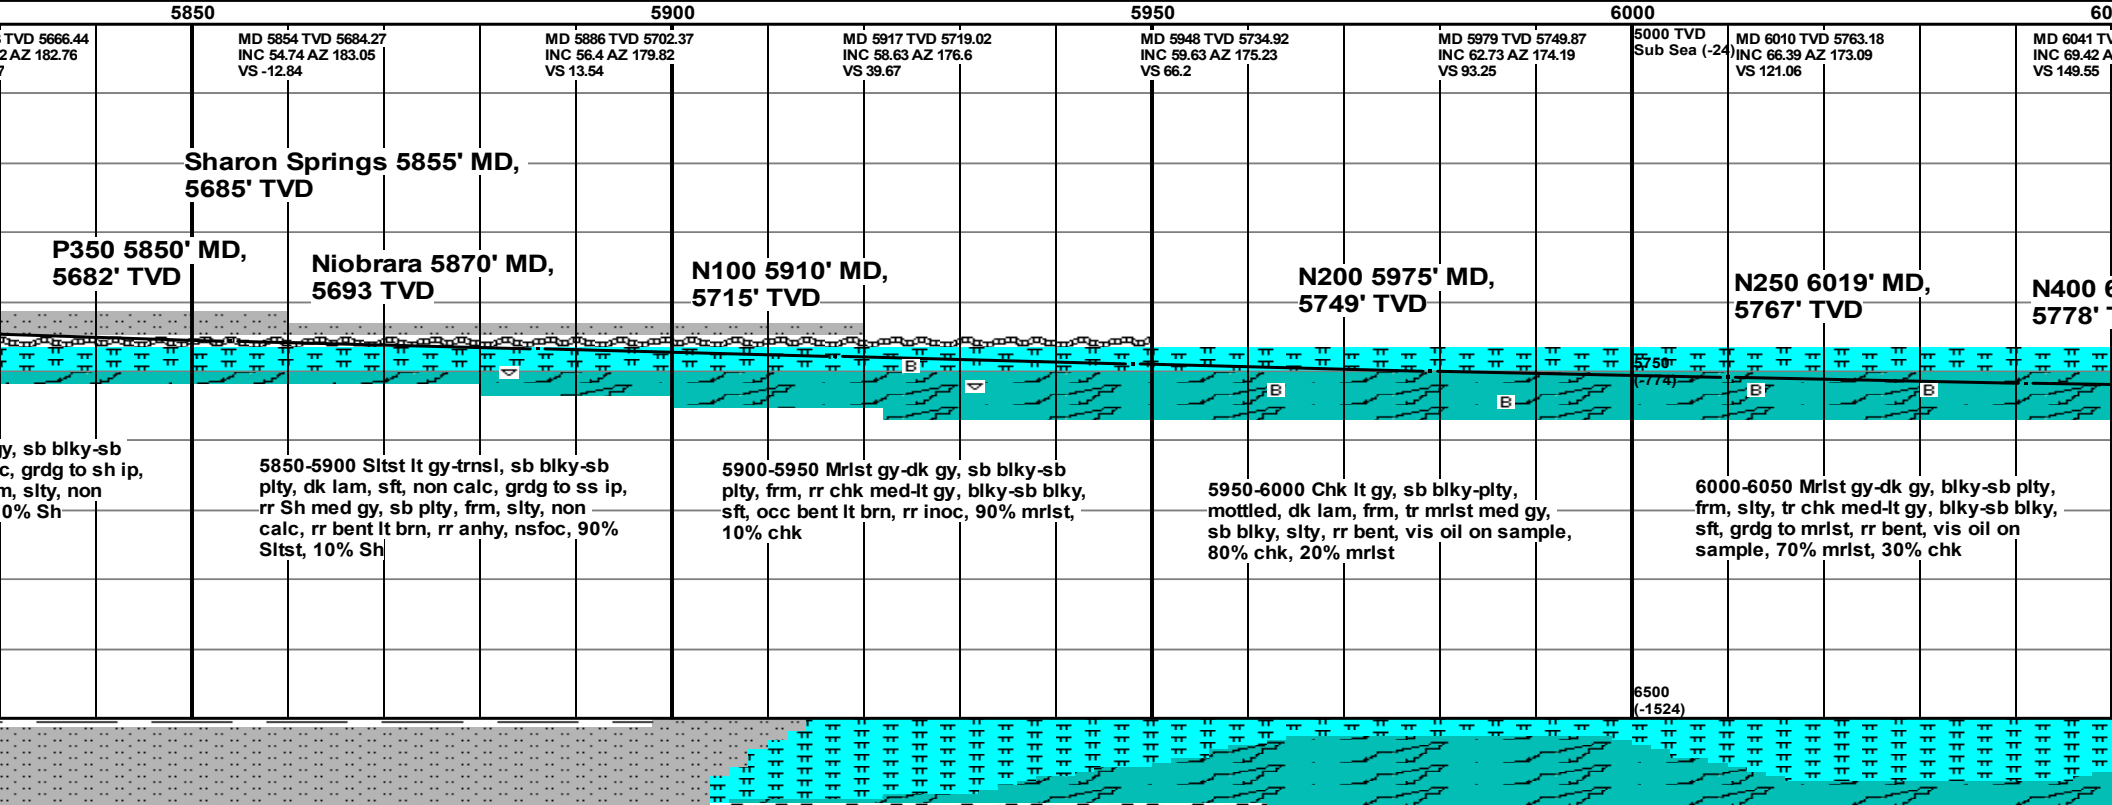 5850
5900
5950
6000
60
TVD 5666.44
2 AZ 182.76
7
MD 5854 TVD 5684.27
INC 54.74 AZ 183.05
VS -12.84
MD 5886 TVD 5702.37
INC 56.4 AZ 179.82
VS 13.54
MD 5917 TVD 5719.02
INC 58.63 AZ 176.6
VS 39.67
MD 5948 TVD 5734.92
INC 59.63 AZ 175.23
VS 66.2
MD 5979 TVD 5749.87
INC 62.73 AZ 174.19
VS 93.25
5000 TVD
Sub Sea (-24)
MD 6010 TVD 5763.18
INC 66.39 AZ 173.09
VS 121.06
MD 6041 TV
INC 69.42 A
VS 149.55
Sharon Springs 5855' MD,
5685' TVD
P350 5850' MD,
5682' TVD
Niobrara 5870' MD,
5693 TVD
N100 5910' MD,
5715' TVD
N200 5975' MD,
5749' TVD
N250 6019' MD,
5767' TVD
N400 6
5778' T
B
B
B
B
B
5750
(-774)
gy, sb blky-sb
c, grdg to sh ip,
m, slty, non
0% Sh
5850-5900 Sltst lt gy-trnsl, sb blky-sb
plty, dk lam, sft, non calc, grdg to ss ip,
rr Sh med gy, sb plty, frm, slty, non
calc, rr bent lt brn, rr anhy, nsfoc, 90%
Sltst, 10% Sh
5900-5950 Mrlst gy-dk gy, sb blky-sb
plty, frm, rr chk med-lt gy, blky-sb blky,
sft, occ bent lt brn, rr inoc, 90% mrlst,
10% chk
5950-6000 Chk lt gy, sb blky-plty,
mottled, dk lam, frm, tr mrlst med gy,
sb blky, slty, rr bent, vis oil on sample,
80% chk, 20% mrlst
6000-6050 Mrlst gy-dk gy, blky-sb plty,
frm, slty, tr chk med-lt gy, blky-sb blky,
sft, grdg to mrlst, rr bent, vis oil on
sample, 70% mrlst, 30% chk
6500
(-1524)